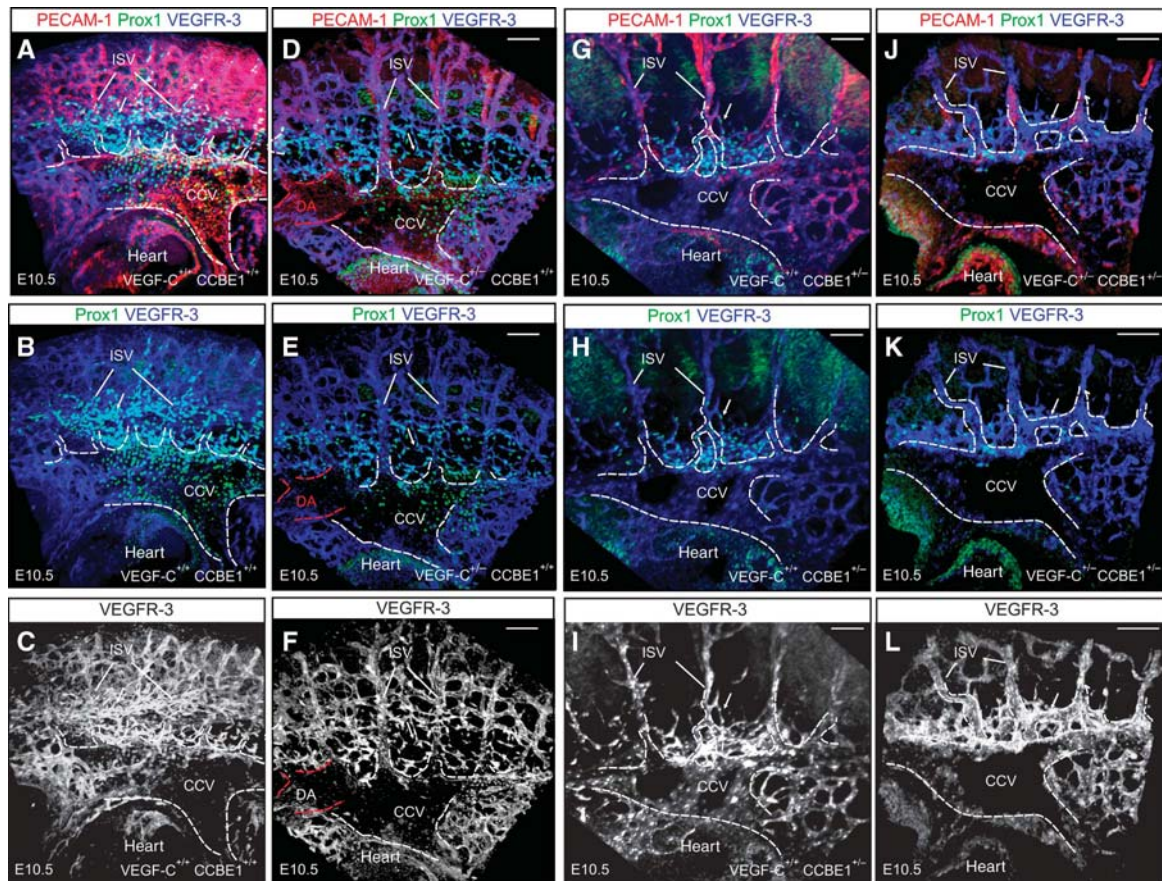 PECAM-1 Prox1 VEGFR-3
A
ISV
CCV
Heart
E10.5
VEGF-C+/+ CCBE1+/+
PECAM-1 Prox1 VEGFR-3
D
ISV
DA
CCV
Heart
E10.5
VEGF-C+/− CCBE1+/+
PECAM-1 Prox1 VEGFR-3
G
ISV
CCV
Heart
E10.5
VEGF-C+/+ CCBE1+/−
PECAM-1 Prox1 VEGFR-3
J
ISV
CCV
Heart
E10.5
VEGF-C+/− CCBE1+/−
Prox1 VEGFR-3
B
ISV
CCV
Heart
E10.5
VEGF-C+/+ CCBE1+/+
Prox1 VEGFR-3
E
ISV
DA
CCV
Heart
E10.5
VEGF-C+/− CCBE1+/+
Prox1 VEGFR-3
H
ISV
CCV
Heart
E10.5
VEGF-C+/+ CCBE1+/−
Prox1 VEGFR-3
K
ISV
CCV
Heart
E10.5
VEGF-C+/− CCBE1+/−
VEGFR-3
C
ISV
CCV
Heart
E10.5
VEGF-C+/+ CCBE1+/+
VEGFR-3
F
ISV
DA
CCV
Heart
E10.5
VEGF-C+/− CCBE1+/+
VEGFR-3
I
ISV
CCV
Heart
E10.5
VEGF-C+/+ CCBE1+/−
VEGFR-3
L
ISV
CCV
Heart
E10.5
VEGF-C+/− CCBE1+/−